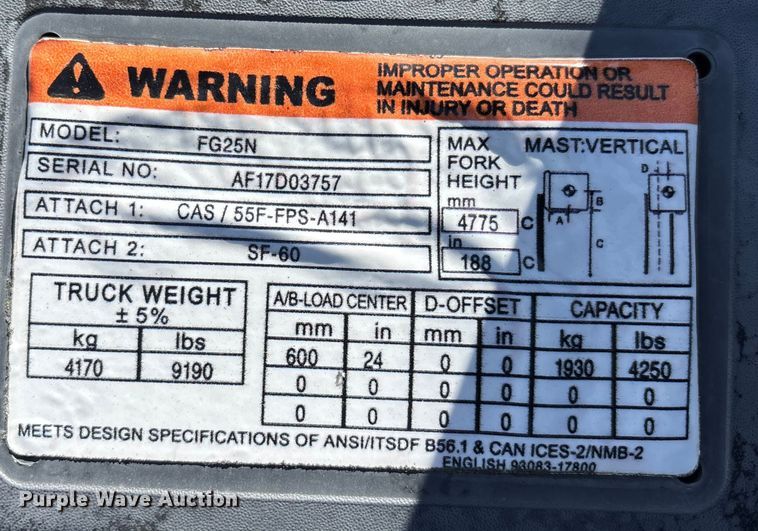 WARNING
IMPROPER OPERATION OR
MAINTENANCE COULD RESULT
IN INJURY OR DEATH
MODEL: FG25N
SERIAL NO: AF17D03757
ATTACH 1: CAS / 55F-FPS-A141
ATTACH 2: SF-60
MAX
FORK
HEIGHT
mm
4775 C
in
188 C
MAST:VERTICAL
D
A
B
C
TRUCK WEIGHT
± 5%
kg lbs
4170 9190
A/B-LOAD CENTER D-OFFSET CAPACITY
mm in mm in kg lbs
600 24 0 0 1930 4250
0 0 0 0 0 0
0 0 0 0 0 0
MEETS DESIGN SPECIFICATIONS OF ANSI/ITSDF B56.1 & CAN ICES-2/NMB-2
ENGLISH 93083-17800
Purple Wave Auction